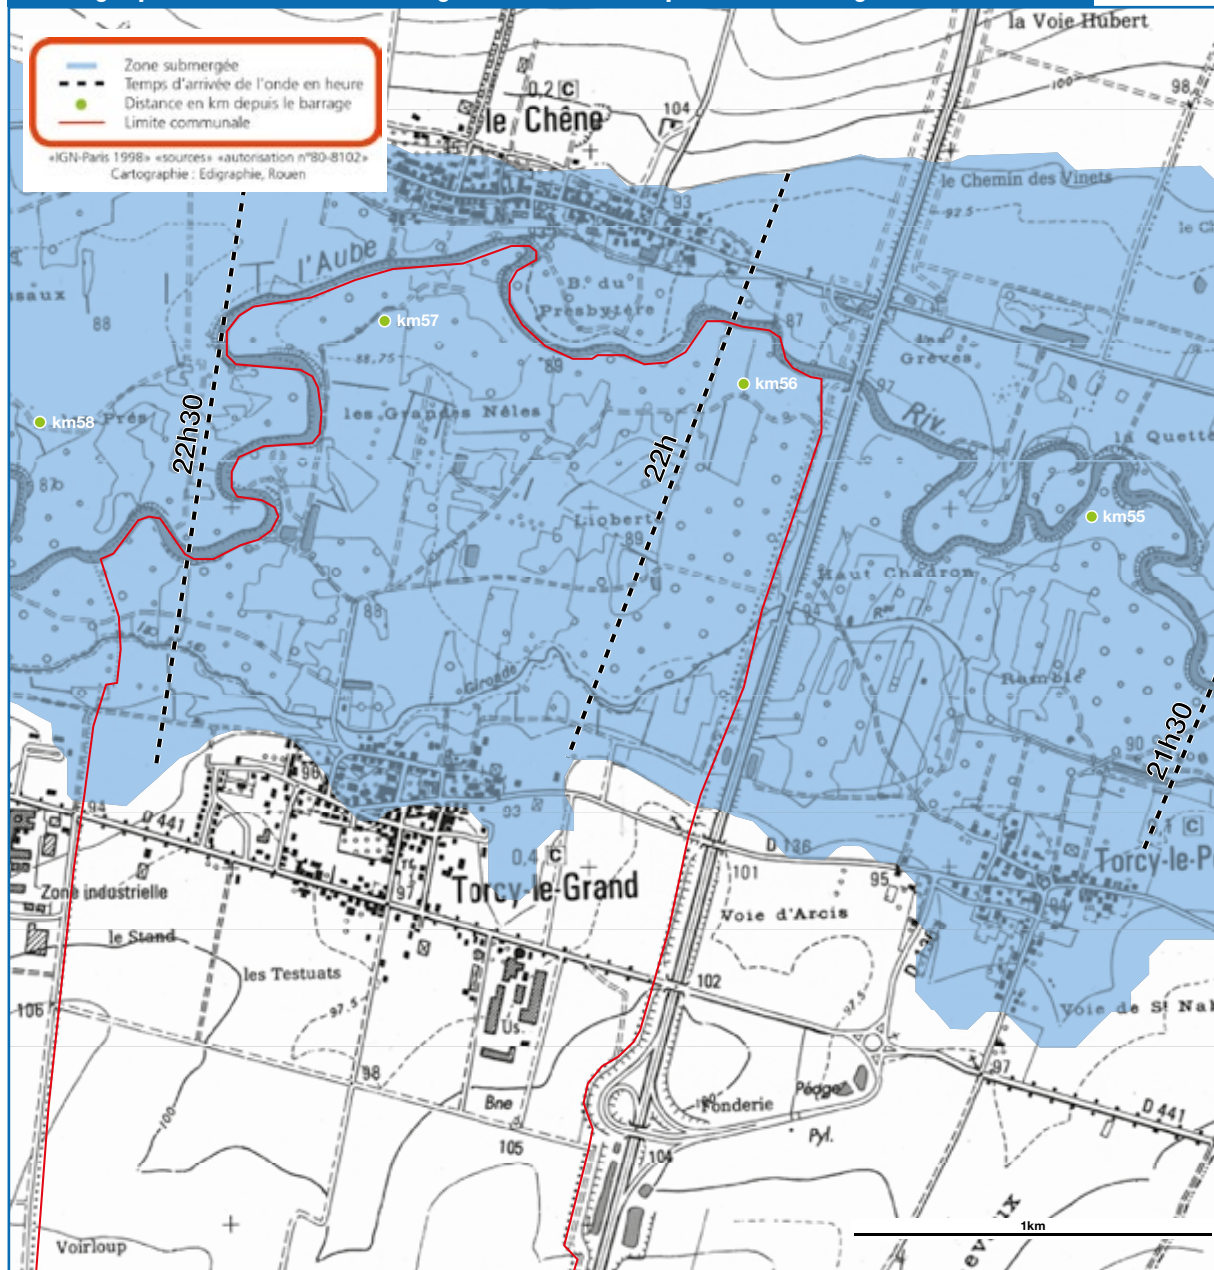 la Voie Hubert
Zone submergée
Temps d'arrivée de l'onde en heure
Distance en km depuis le barrage
Limite communale
«IGN-Paris 1998» «sources» «autorisation n°80-8102»
Cartographie : Edigraphie, Rouen
100
98
0,2 C
104
le Chêne
le Chemin des Vinets
93
92.5
l'Aube
B. du
Presbytère
88
km57
87
Grèves
88,75
89
km56
97
km58
Prés
les Grandes Nêles
Riv.
la Quette
22h30
22h
km55
Liobert
89
Haut Chadron
88
94
Gironde
Ramble
21h30
90
96
94
D 441
93
D 136
0,4 C
C
Torcy-le-P
101
95
Zone industrielle
97
Torcy-le-Grand
Voie d'Arcis
le Stand
les Testuats
102
97.5
97.5
106
Voie de St Nah
Us.
98
97
Péage
Fonderie
Bne
D 441
100
Pyl.
105
104
1km
Voirloup